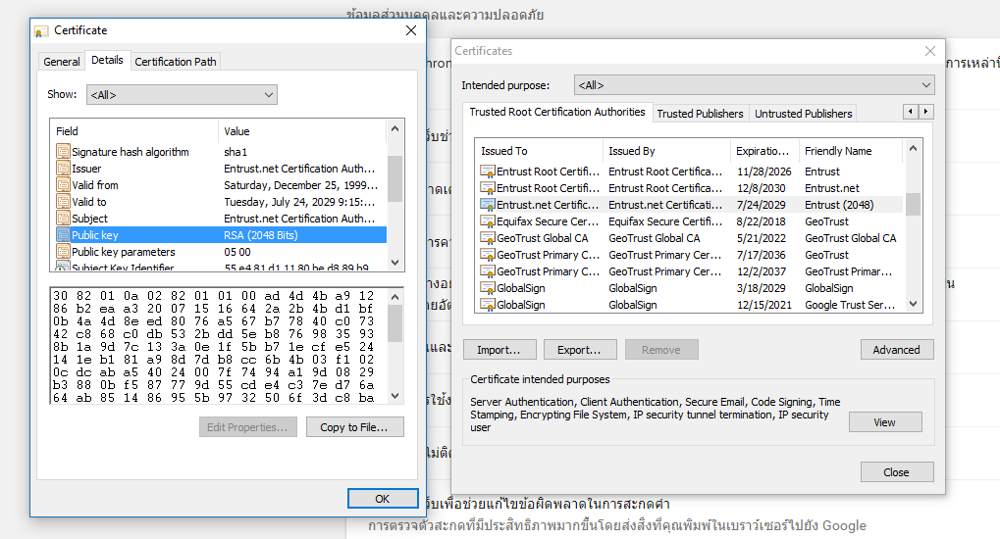 ข้อมูลส่วนบุคคลและความปลอดภัย
Certificate
General
Details
Certification Path
Show:
<All>
Field Value
Signature hash algorithm sha1
Issuer Entrust.net Certification Auth...
Valid from Saturday, December 25, 1999...
Valid to Tuesday, July 24, 2029 9:15:...
Subject Entrust.net Certification Auth...
Public key RSA (2048 Bits)
Public key parameters 05 00
Subject Key Identifier 55 e4 81 d1 11 80 be d8 89 b9
30 82 01 0a 02 82 01 01 00 ad 4d 4b a9 12
86 b2 ea a3 20 07 15 16 64 2a 2b 4b d1 bf
0b 4a 4d 8e ed 80 76 a5 67 b7 78 40 c0 73
42 c8 68 c0 db 53 2b dd 5e b8 76 98 35 93
8b 1a 9d 7c 13 3a 0e 1f 5b b7 1e cf e5 24
14 1e b1 81 a9 8d 7d b8 cc 6b 4b 03 f1 02
0c dc ab a5 40 24 00 7f 74 94 a1 9d 08 29
b3 88 0b f5 87 77 9d 55 cd e4 c3 7e d7 6a
64 ab 85 14 86 95 5b 97 32 50 6f 3d c8 ba
Edit Properties...
Copy to File...
OK
Certificates
Intended purpose:
<All>
Trusted Root Certification Authorities
Trusted Publishers
Untrusted Publishers
Issued To Issued By Expiratio... Friendly Name
Entrust Root Certif... Entrust Root Certifica... 11/28/2026 Entrust
Entrust Root Certif... Entrust Root Certifica... 12/8/2030 Entrust.net
Entrust.net Certific... Entrust.net Certificati... 7/24/2029 Entrust (2048)
Equifax Secure Cer... Equifax Secure Certif... 8/22/2018 GeoTrust
GeoTrust Global CA GeoTrust Global CA 5/21/2022 GeoTrust Global CA
GeoTrust Primary C... GeoTrust Primary Cer... 7/17/2036 GeoTrust
GeoTrust Primary C... GeoTrust Primary Cer... 12/2/2037 GeoTrust Primar...
GlobalSign GlobalSign 3/18/2029 GlobalSign
GlobalSign GlobalSign 12/15/2021 Google Trust Ser...
Import...
Export...
Remove
Advanced
Certificate intended purposes
Server Authentication, Client Authentication, Secure Email, Code Signing, Time
Stamping, Encrypting File System, IP security tunnel termination, IP security
user
View
Close
เว็บเพื่อช่วยแก้ไขข้อผิดพลาดในการสะกดคำ
การตรวจตัวสะกดที่มีประสิทธิภาพมากขึ้นโดยส่งสิ่งที่คุณพิมพ์ในเบราว์เซอร์ไปยัง Google